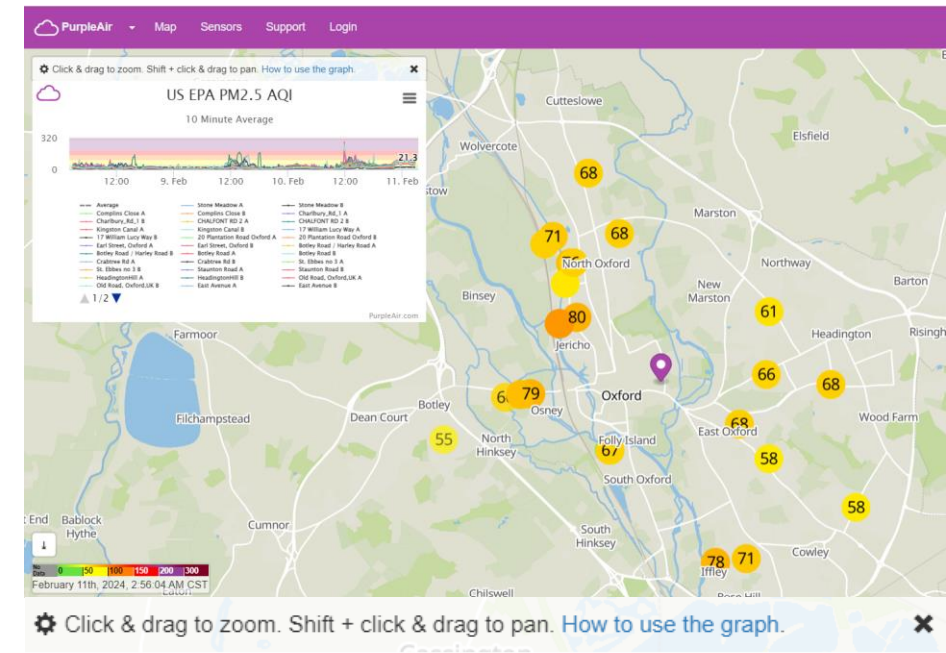 PurpleAir Map Sensors Support Login
Click & drag to zoom. Shift + click & drag to pan. How to use the graph.
US EPA PM2.5 AQI
10 Minute Average
320
0
21.3
12:00 9. Feb 12:00 10. Feb 12:00 11. Feb
Average Stone Meadow A Stone Meadow B
Complins Close A Complins Close B Charlbury_Rd_1 A
Charlbury_Rd_1 B CHALFONT RD 2 A CHALFONT RD 2 B
Kingston Canal A Kingston Canal B 17 William Lucy Way A
17 William Lucy Way B 20 Plantation Road Oxford A 20 Plantation Road Oxford B
Earl Street, Oxford A Earl Street, Oxford B Botley Road / Harley Road A
Botley Road / Harley Road B Botley Road A Botley Road B
Crabtree Rd A Crabtree Rd B St. Ebbes no 3 A
St. Ebbes no 3 B Staunton Road A Staunton Road B
HeadingtonHill A HeadingtonHill B Old Road, Oxford,UK A
Old Road, Oxford,UK B East Avenue A East Avenue B
1/2
PurpleAir.com
Cutteslowe
Elsfield
Wolvercote
68
stow
Marston
71
68
North Oxford
Northway
Barton
New
Marston
Binsey
61
80
Farmoor
Headington
Rising
Jericho
66
68
Oxford
79
Botley
Osney
Filchampstead
Dean Court
Wood Farm
68
East Oxford
55
North
Hinksey
Folly Island
67
58
South Oxford
58
End
Bablock
Hythe
Cumnor
South
Hinksey
78
71
Cowley
Iffley
Rose Hill
Chilswell
No Data 0 50 100 150 200 300
February 11th, 2024, 2:56:04 AM CST
Eaton
Click & drag to zoom. Shift + click & drag to pan. How to use the graph.
Cassington